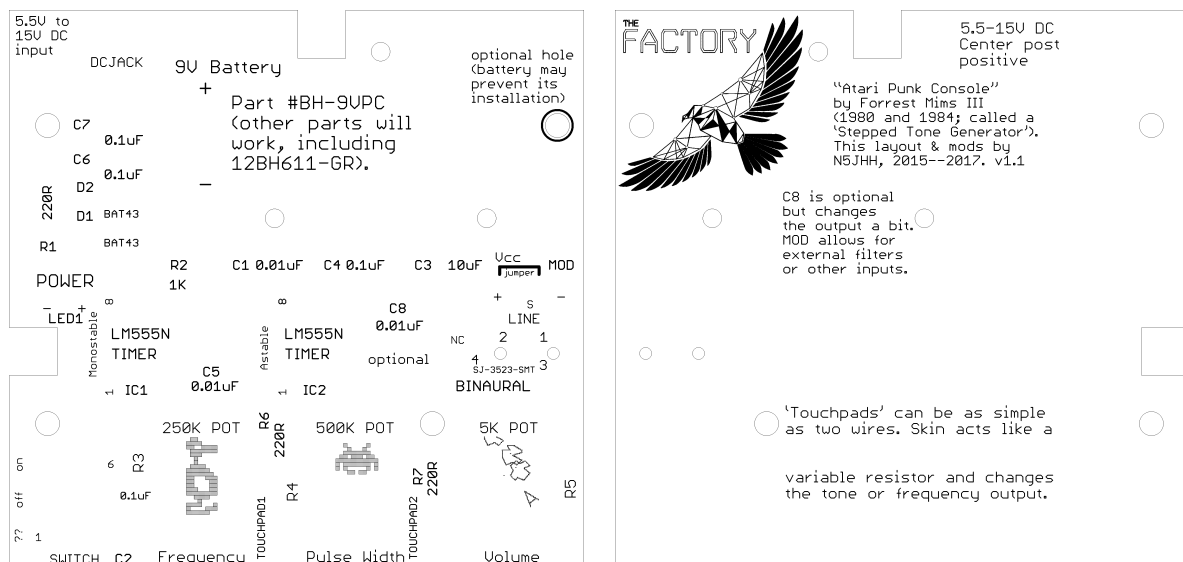 5.5V to
15V DC
input
DCJACK
9V Battery
+
optional hole
(battery may
prevent its
installation)
Part #BH-9VPC
(other parts will
work, including
12BH611-GR).
−
C7
0.1uF
C6
0.1uF
D2
220R
D1 BAT43
R1 BAT43
R2
1K
C1 0.01uF
C4 0.1uF
C3 10uF
Vcc
jumper
MOD
POWER
− +
LED1
+ −
S
LINE
2 1
NC
4 3
SJ-3523-SMT
BINAURAL
Monostable
8
LM555N
TIMER
1 IC1
C5
0.01uF
Astable
8
LM555N
TIMER
1 IC2
C8
0.01uF
optional
250K POT
R6
220R
500K POT
5K POT
on
off
??
1
6
R3
0.1uF
R4
R7
220R
A
R5
TOUCHPAD1
TOUCHPAD2
SWITCH C2
Frequency
Pulse Width
Volume
THE
FACTORY
5.5-15V DC
Center post
positive
“Atari Punk Console”
by Forrest Mims III
(1980 and 1984; called a
‘Stepped Tone Generator’).
This layout & mods by
N5JHH, 2015--2017. v1.1
C8 is optional
but changes
the output a bit.
MOD allows for
external filters
or other inputs.
‘Touchpads’ can be as simple
as two wires. Skin acts like a
variable resistor and changes
the tone or frequency output.